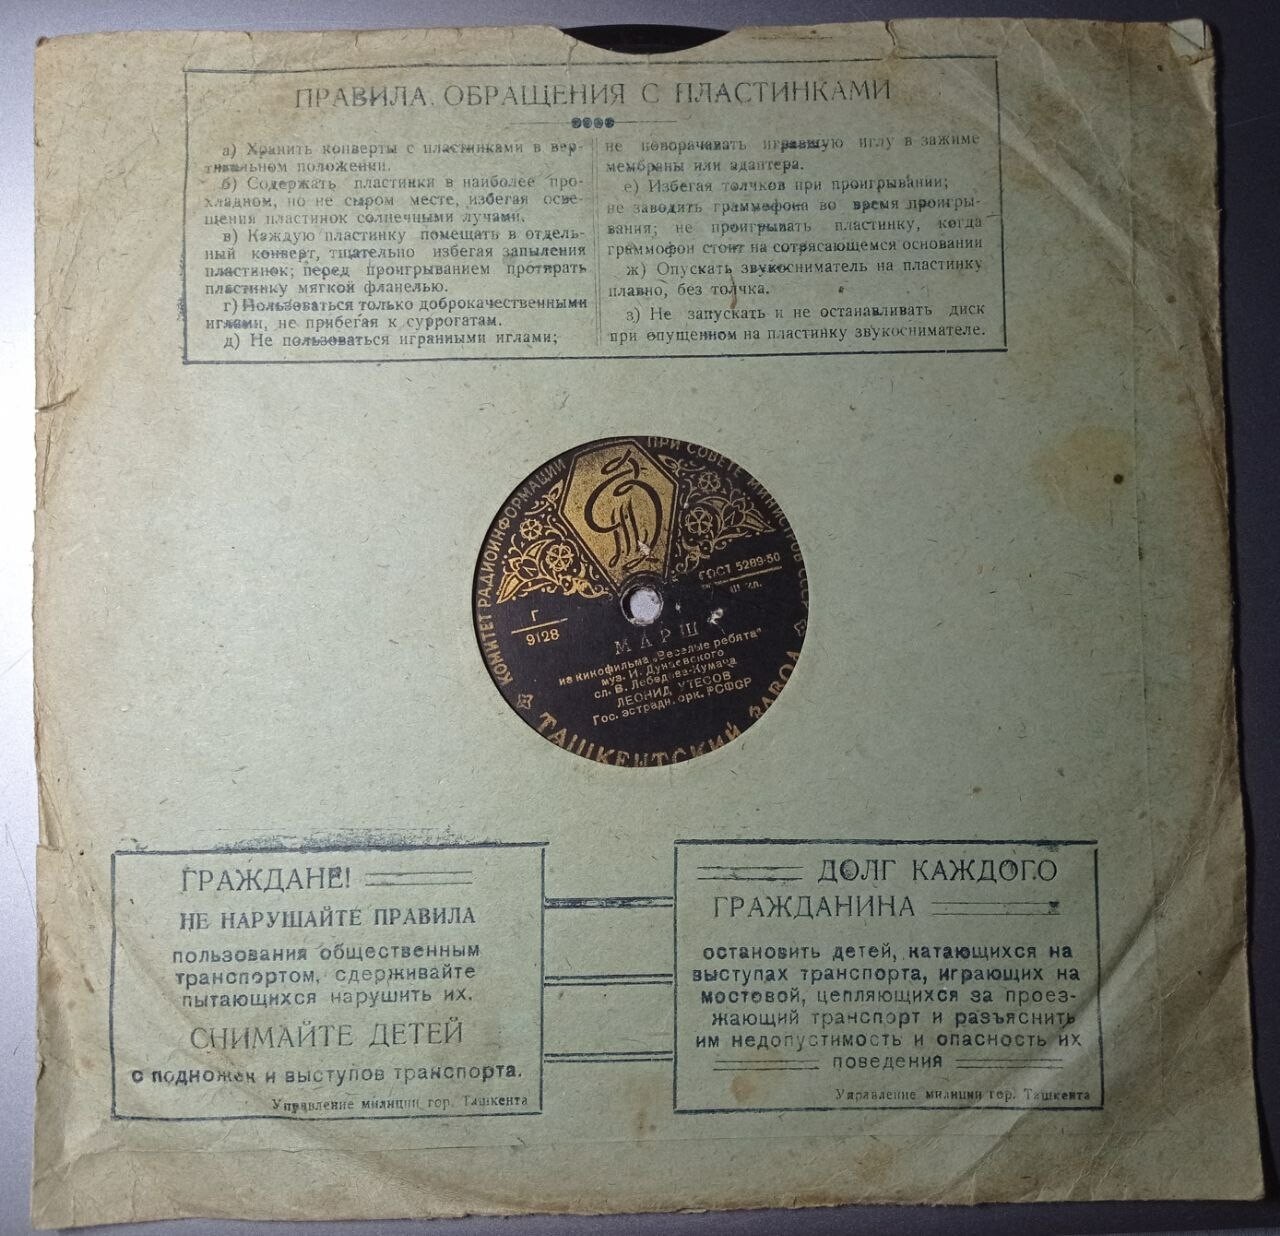 ПРАВИЛА ОБРАЩЕНИЯ С ПЛАСТИНКАМИ
а) Хранить конверты с пластинками в вер-
тикальном положении.
б) Содержать пластинки в наиболее про-
хладном, но не сыром месте, избегая осве-
щения пластинок солнечными лучами.
в) Каждую пластинку помещать в отдель-
ный конверт, тщательно избегая запыления
пластинок; перед проигрыванием протирать
пластинку мягкой фланелью.
г) Пользоваться только доброкачественными
иглами, не прибегая к суррогатам.
д) Не пользоваться игранными иглами;
не поворачивать игравшую иглу в зажиме
мембраны или адаптера.
е) Избегая толчков при проигрывании;
не заводить граммофона во время проигры-
вания; не проигрывать пластинку, когда
граммофон стоит на сотрясающемся основании
ж) Опускать звукосниматель на пластинку
плавно, без толчка.
з) Не запускать и не останавливать диск
при опущенном на пластинку звукоснимателе.
КОМИТЕТ РАДИОИНФОРМАЦИИ ПРИ СОВЕТЕ МИНИСТРОВ СССР
ГОСТ 5289-50
Г
9128
МАРШ
из кинофильма „Веселые ребята"
муз. И. Дунаевского
сл. В. Лебедева-Кумача
ЛЕОНИД УТЕСОВ
Гос. эстрадн. орк. РСФСР
ТАШКЕНТСКИЙ ЗАВОД
ГРАЖДАНЕ!
НЕ НАРУШАЙТЕ ПРАВИЛА
пользования общественным
транспортом, сдерживайте
пытающихся нарушить их.
СНИМАЙТЕ ДЕТЕЙ
с подножек и выступов транспорта.
Управление милиции гор. Ташкента
ДОЛГ КАЖДОГО
ГРАЖДАНИНА
остановить детей, катающихся на
выступах транспорта, играющих на
мостовой, цепляющихся за проез-
жающий транспорт и разъяснить
им недопустимость и опасность их
поведения
Управление милиции гор. Ташкента